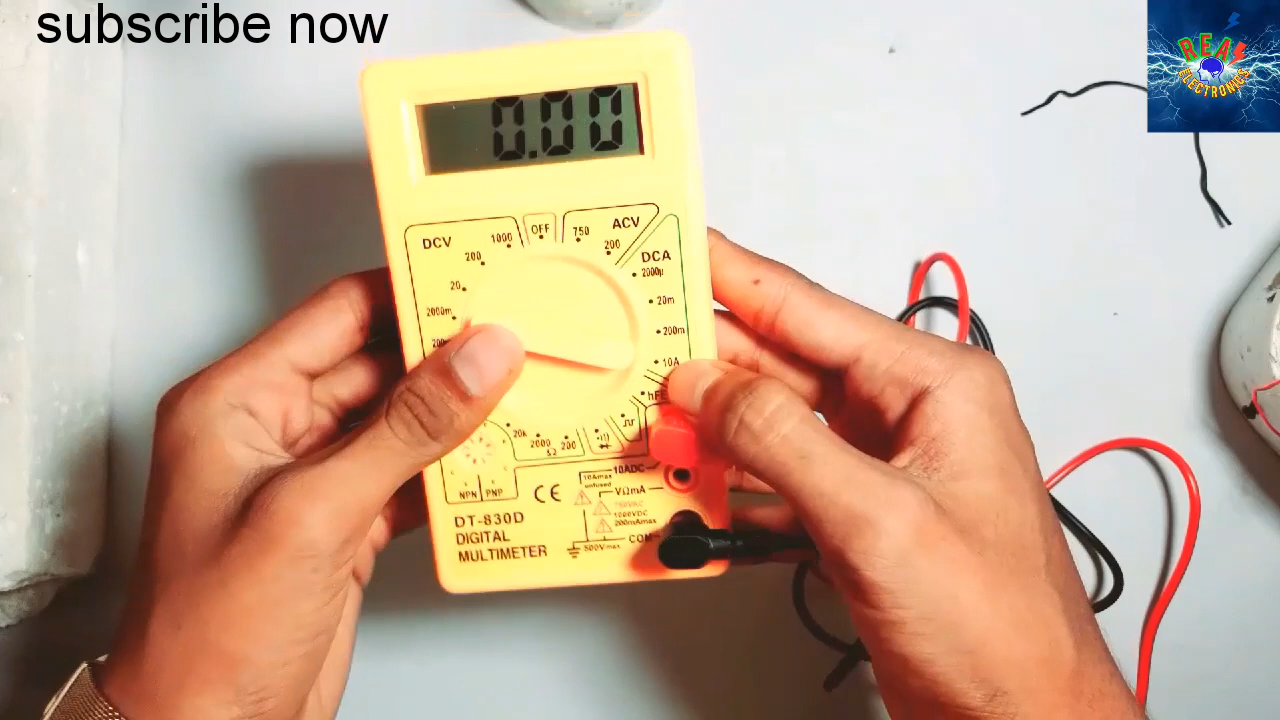 subscribe now
REAL
ELECTRONICS
0.00
DCV
1000
OFF
750
ACV
200
200
DCA
2000µ
20
20m
2000m
200m
10A
hFE
20k
2000
200
Ω
NPN
PNP
CE
10Amax
unfused
10ADC
VΩmA
1000VDC
200mAmax
COM
500Vmax
DT-830D
DIGITAL
MULTIMETER